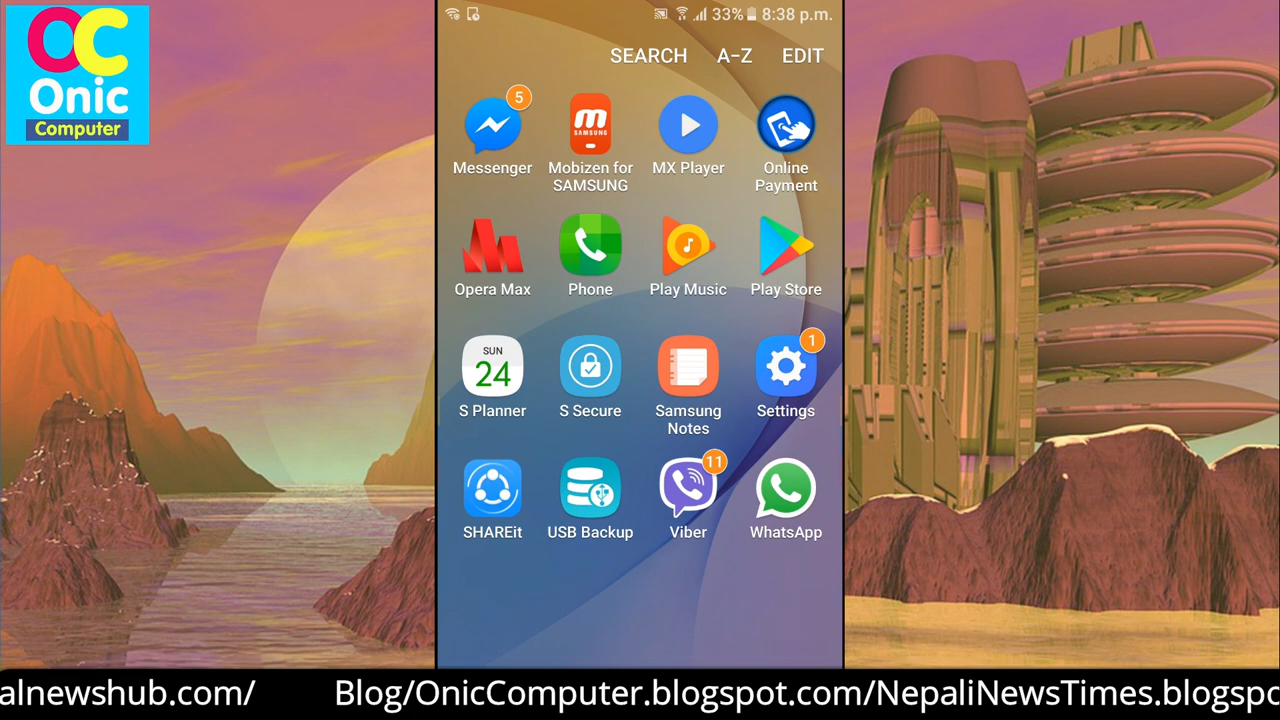 OC
Onic
Computer
33% 8:38 p.m.
SEARCH A-Z EDIT
5
m
SAMSUNG
Messenger Mobizen for SAMSUNG MX Player Online Payment
Opera Max Phone Play Music Play Store
SUN
24
1
S Planner S Secure Samsung Notes Settings
11
SHAREit USB Backup Viber WhatsApp
alnewshub.com/ Blog/OnicComputer.blogspot.com/NepaliNewsTimes.blogspo